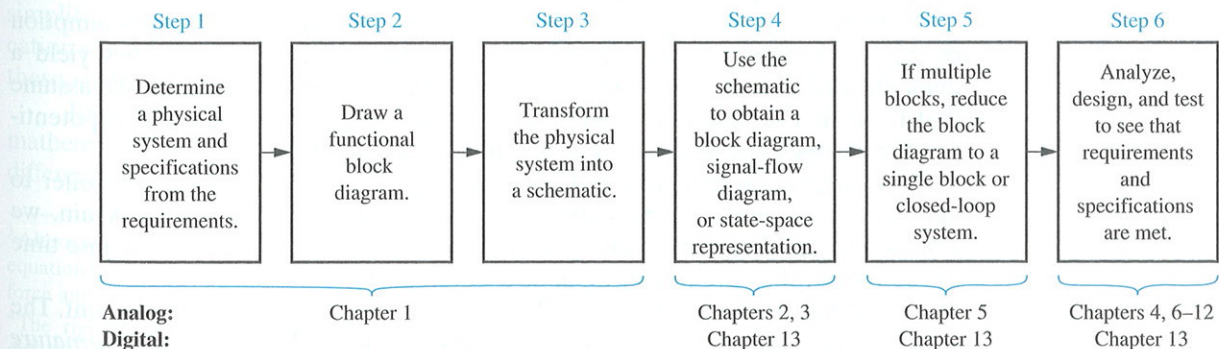 Step 1
Determine
a physical
system and
specifications
from the
requirements.
Step 2
Draw a
functional
block
diagram.
Step 3
Transform
the physical
system into
a schematic.
Step 4
Use the
schematic
to obtain a
block diagram,
signal-flow
diagram,
or state-space
representation.
Step 5
If multiple
blocks, reduce
the block
diagram to a
single block or
closed-loop
system.
Step 6
Analyze,
design, and test
to see that
requirements
and
specifications
are met.
Analog: Chapter 1 Chapters 2, 3 Chapter 5 Chapters 4, 6–12
Digital: Chapter 13 Chapter 13 Chapter 13